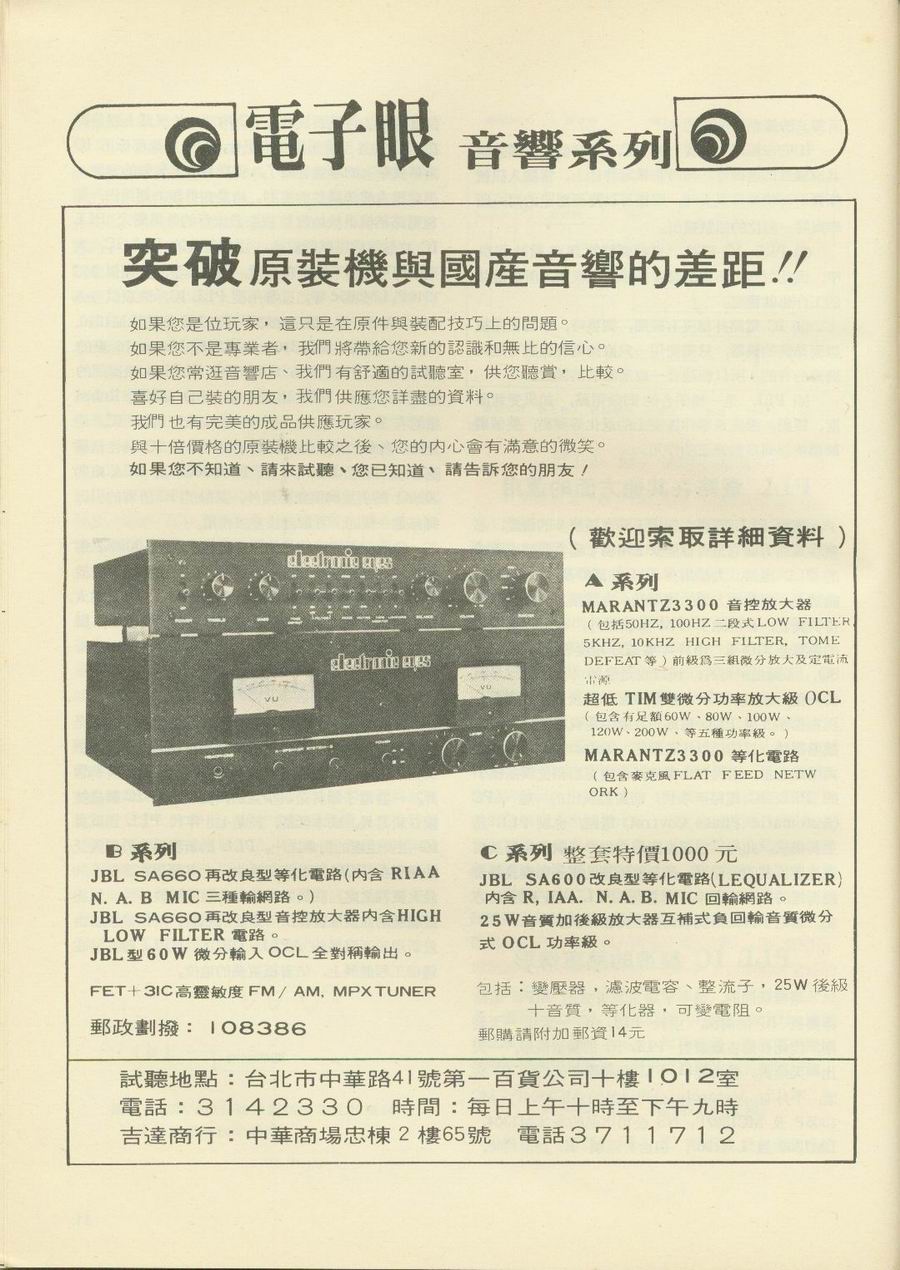 電子眼 音響系列
突破原裝機與國産音響的差距!!
如果您是位玩家，這只是在原件與裝配技巧上的問題。
如果您不是專業者，我們將帶給您新的認識和無比的信心。
如果您常逛音響店、我們有舒適的試聽室，供您聽賞，比較。
喜好自己裝的朋友，我們供應您詳盡的資料。
我們也有完美的成品供應玩家。
與十倍價格的原裝機比較之後、您的內心會有滿意的微笑。
如果您不知道、請來試聽、您已知道、請告訴您的朋友!
electronic eyes
electronic eyes
VU
VU
(歡迎索取詳細資料)
A 系列
MARANTZ3300 音控放大器
(包括50HZ, 100HZ 二段式LOW FILTER,
5KHZ, 10KHZ HIGH FILTER, TOME
DEFEAT等)前級爲三組微分放大及定電流
電源
超低 TIM雙微分功率放大級 OCL
(包含有足額60W、80W、100W、
120W、200W、等五種功率級。)
MARANTZ3300 等化電路
(包含麥克風FLAT FEED NETW
ORK)
B 系列
JBL SA660再改良型等化電路(內含 RIAA
N. A. B MIC 三種輸網路。)
JBL SA660再改良型音控放大器內含HIGH
LOW FILTER 電路。
JBL型60W 微分輸入OCL全對稱輸出。
FET+3IC高靈敏度 FM/ AM, MPX TUNER
郵政劃撥：108386
C 系列 整套特價1000元
JBL SA600改良型等化電路(LEQUALIZER)
內含 R, IAA. N. A. B. MIC 回輸網路。
25W音質加後級放大器互補式負回輸音質微分
式 OCL 功率級。
包括：變壓器，濾波電容、整流子，25W後級
十音質，等化器，可變電阻。
郵購請附加郵資14元
試聽地點：台北市中華路41號第一百貨公司十樓1012室
電話：3142330 時間：每日上午十時至下午九時
吉達商行：中華商場忠棟2樓65號 電話3711712